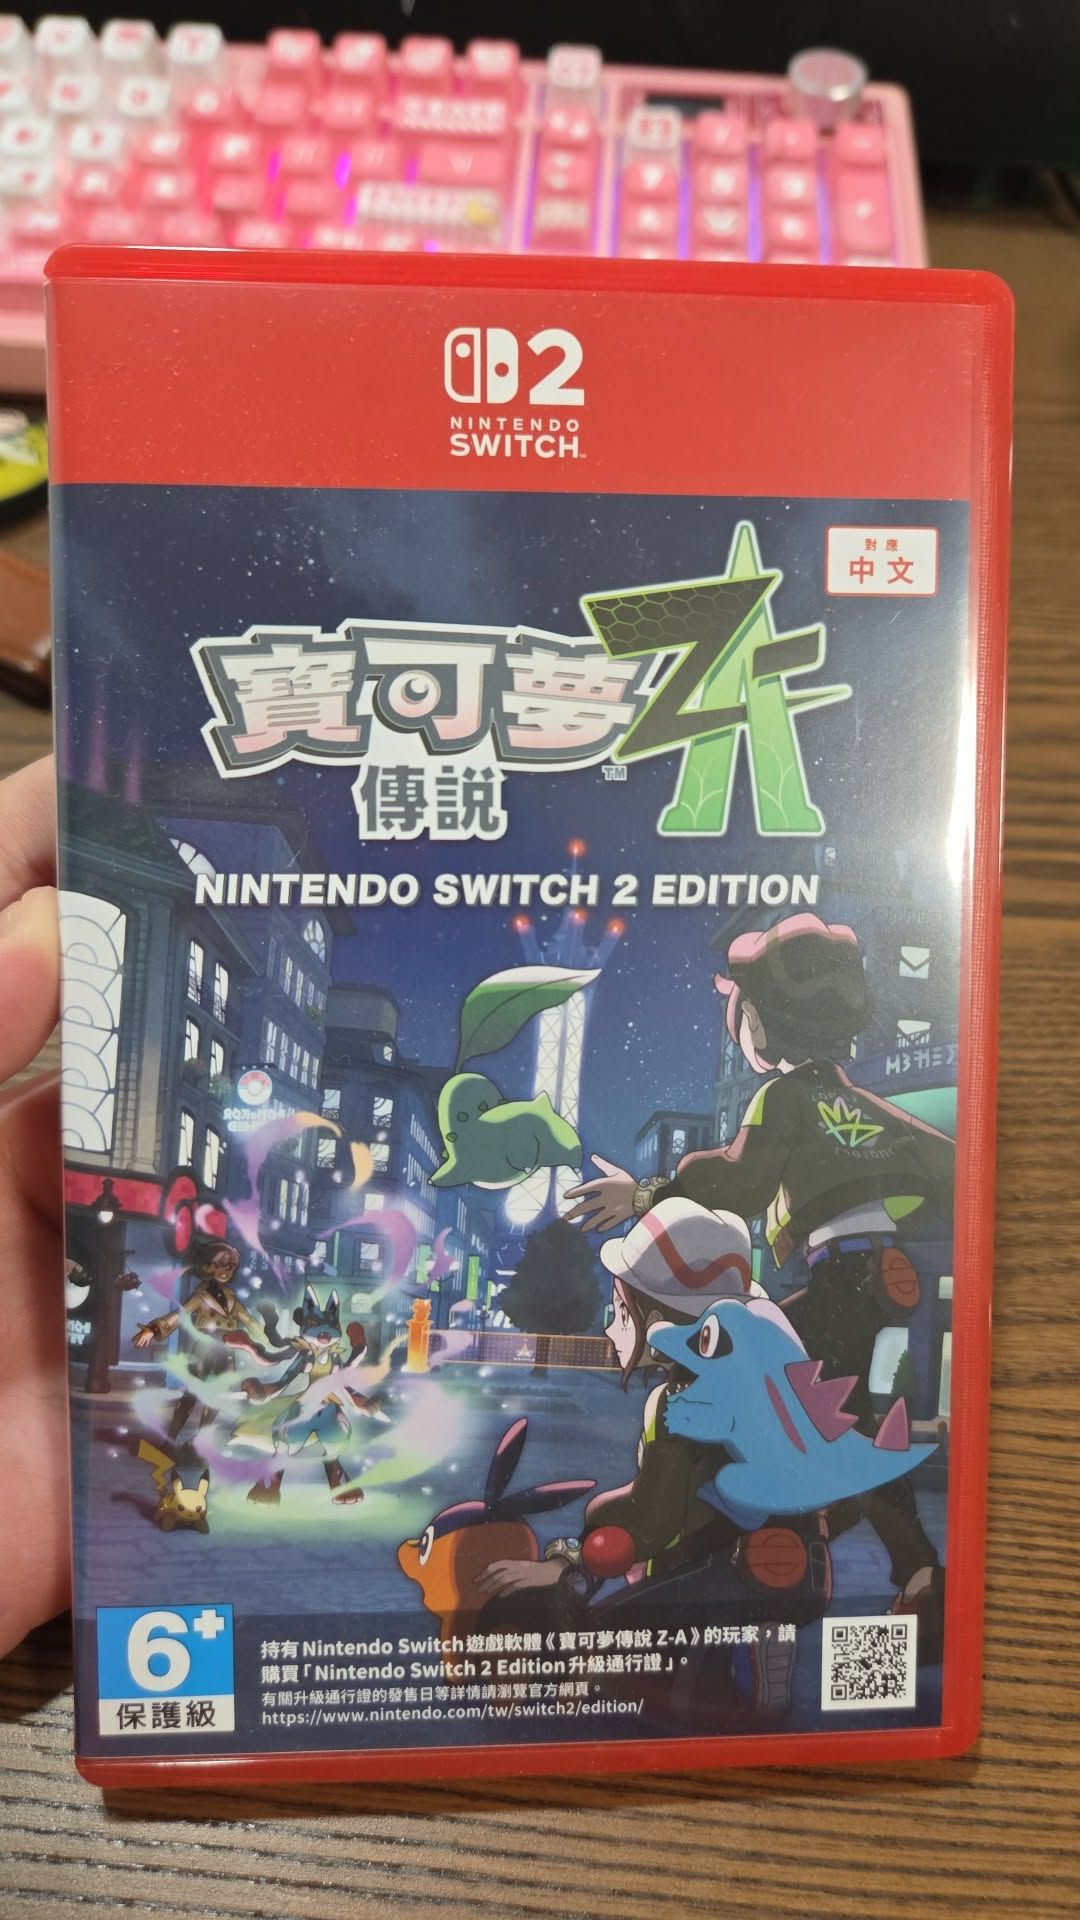 2
NINTENDO
SWITCH
TM
對應
中文
寶可夢
Z-A
傳說
TM
NINTENDO SWITCH 2 EDITION
6+
保護級
持有Nintendo Switch遊戲軟體《寶可夢傳說 Z-A》的玩家，請
購買「Nintendo Switch 2 Edition升級通行證」。
有關升級通行證的發售日等詳情請瀏覽官方網頁。
https://www.nintendo.com/tw/switch2/edition/